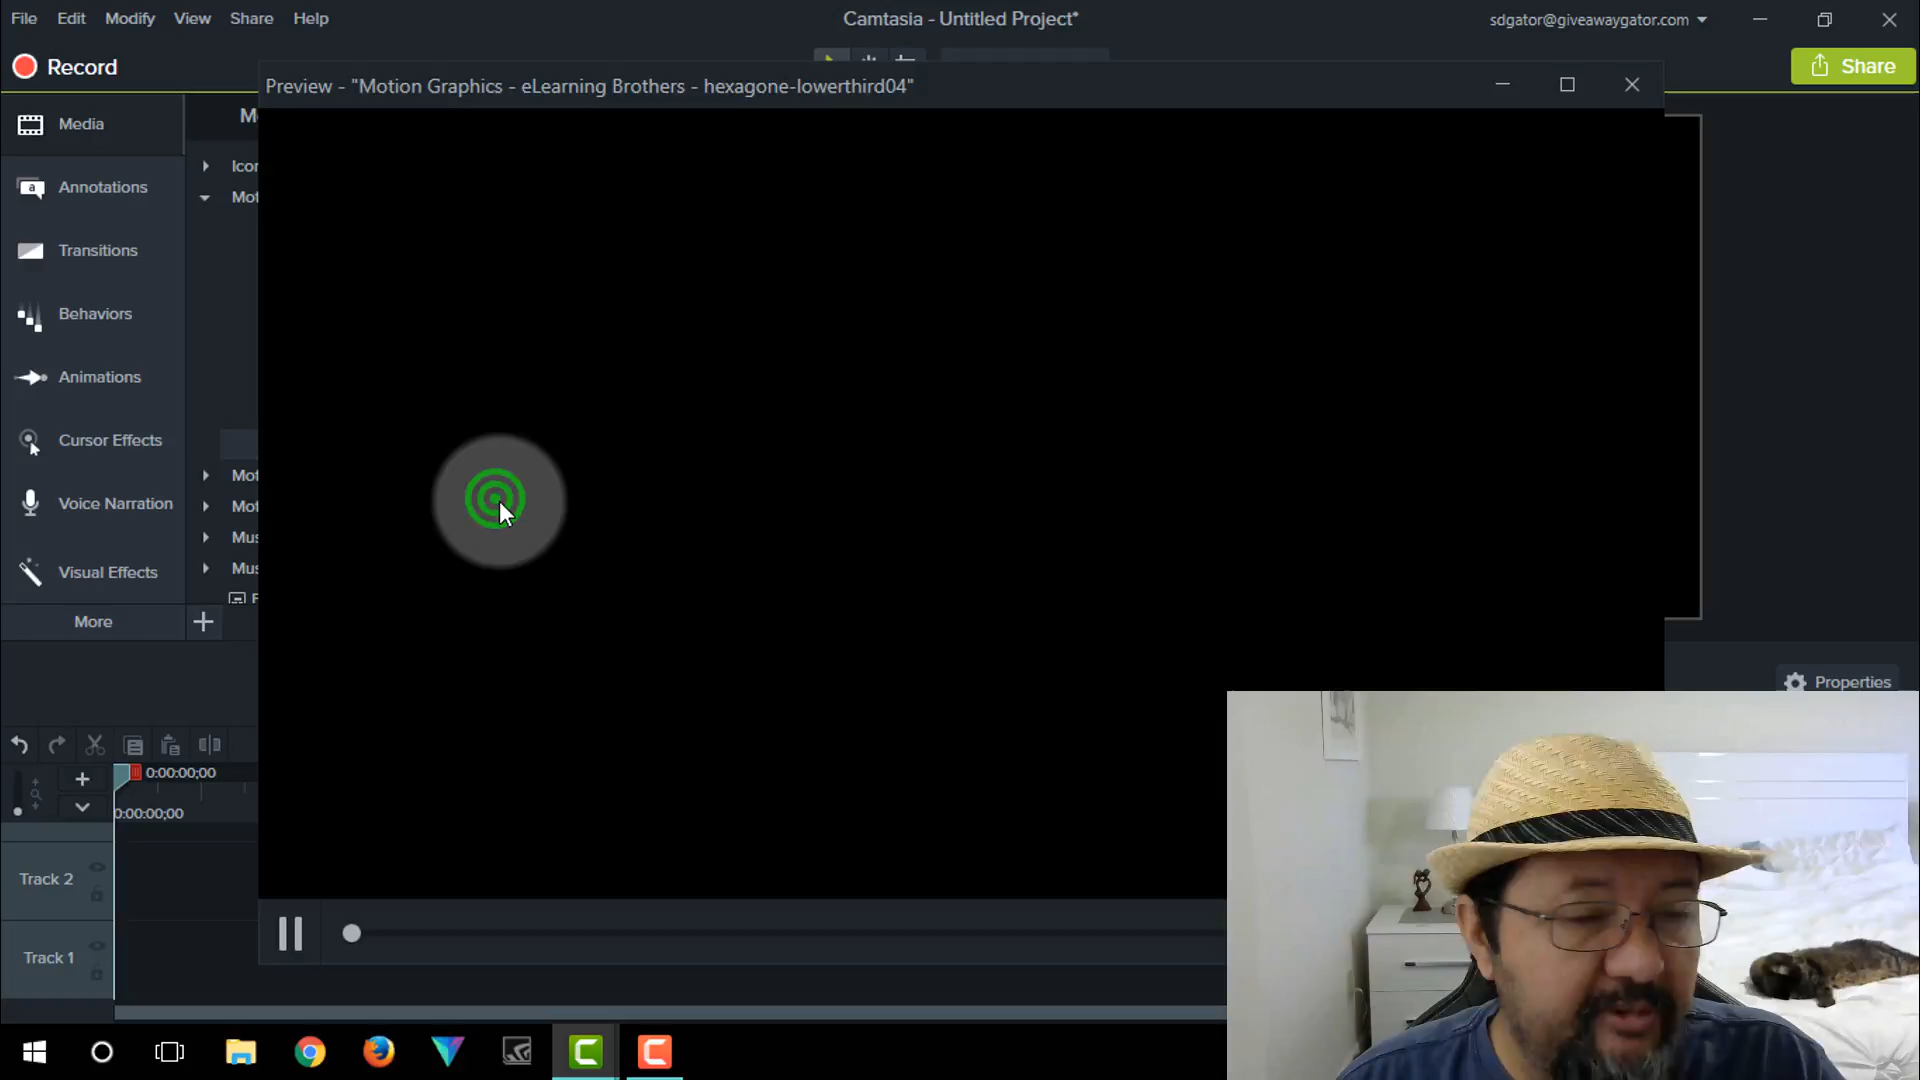 File Edit Modify View Share Help
Camtasia - Untitled Project*
sdgator@giveawaygator.com
Record
Share
Preview - "Motion Graphics - eLearning Brothers - hexagone-lowerthird04"
Media
Annotations
Transitions
Behaviors
Animations
Cursor Effects
Voice Narration
Visual Effects
More
Properties
0:00:00;00
0:00:00;00
Track 2
Track 1